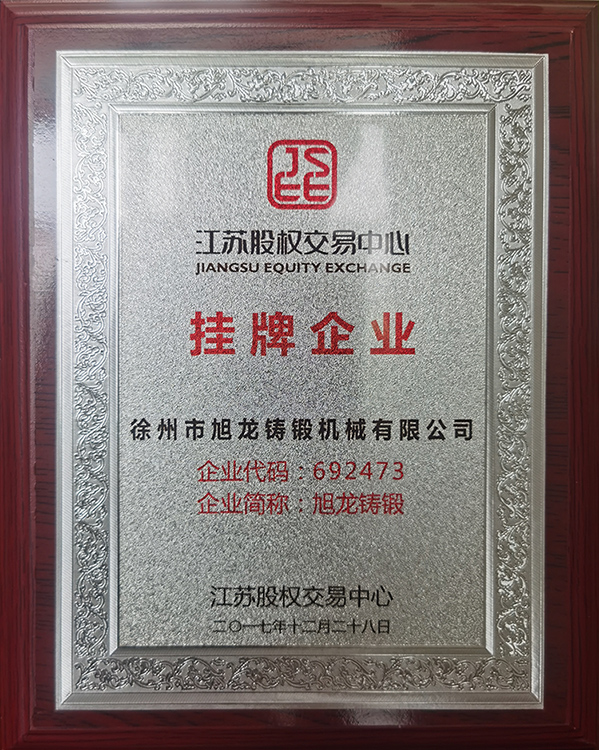 JS
EE
江苏股权交易中心
JIANGSU EQUITY EXCHANGE
挂牌企业
徐州市旭龙铸锻机械有限公司
企业代码：692473
企业简称：旭龙铸锻
江苏股权交易中心
二〇一七年十二月二十八日